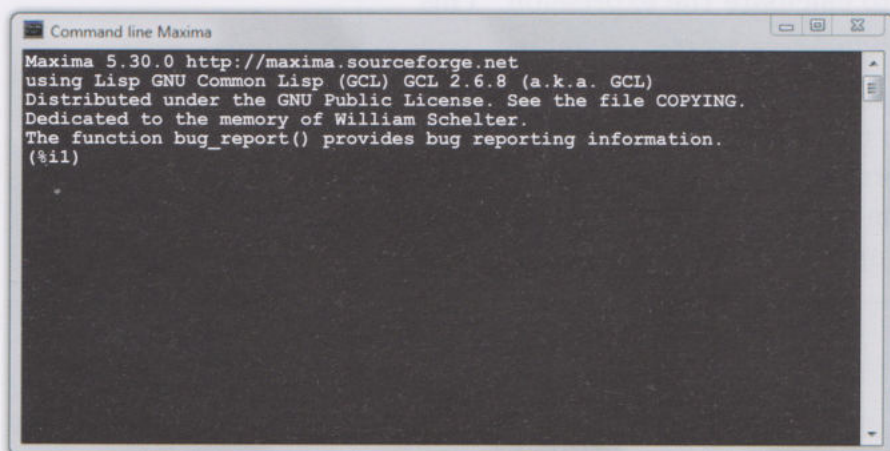 Command line Maxima
Maxima 5.30.0 http://maxima.sourceforge.net
using Lisp GNU Common Lisp (GCL) GCL 2.6.8 (a.k.a. GCL)
Distributed under the GNU Public License. See the file COPYING.
Dedicated to the memory of William Schelter.
The function bug_report() provides bug reporting information.
(%i1)